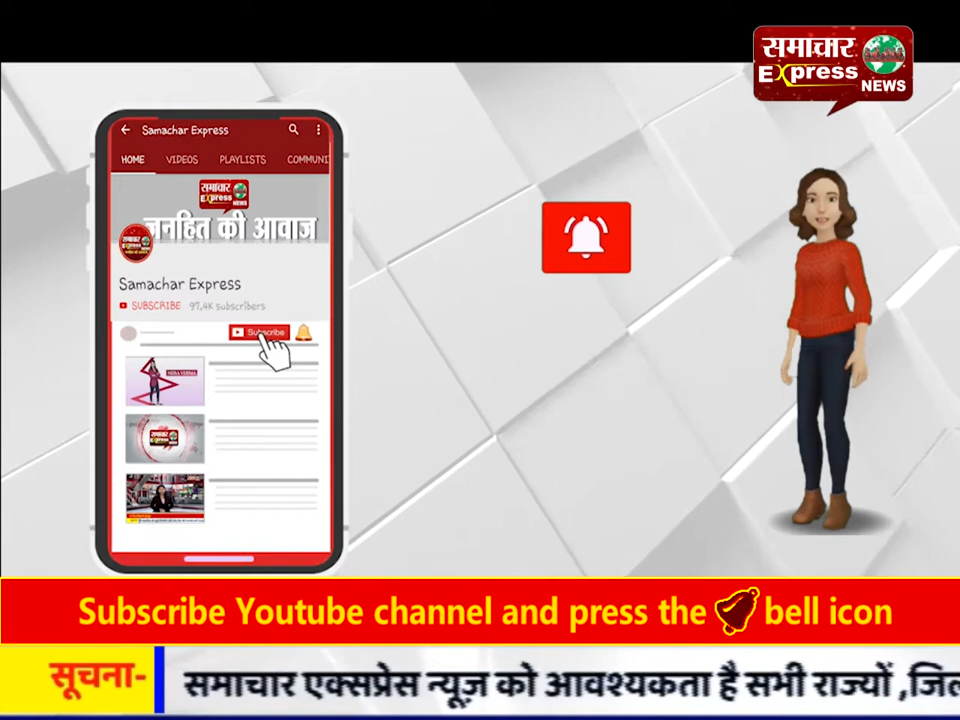 समाचार
Express
NEWS
Samachar Express
HOME VIDEOS PLAYLISTS COMMUNI
समाचार
Express
NEWS
जनहित की आवाज
Samachar Express
SUBSCRIBE 97.4K subscribers
Subscribe
Subscribe Youtube channel and press the bell icon
सूचना- समाचार एक्सप्रेस न्यूज़ को आवश्यकता है सभी राज्यों ,जिल